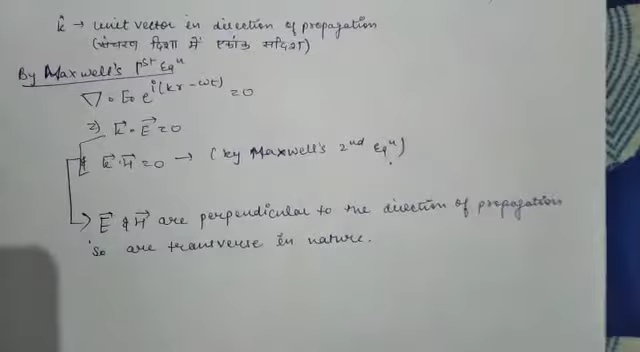 k̂ → unit vector in direction of propagation
(संचरण दिशा में एकांक सदिश)
By Maxwell's Ist Eqn
∇ . E₀ e^i(kr-ωt) = 0
⇒ K⃗ . E⃗ = 0
& K⃗ . H⃗ = 0 → (by Maxwell's 2nd Eqn)
→ E⃗ & H⃗ are perpendicular to the direction of propagation
so are transverse in nature.